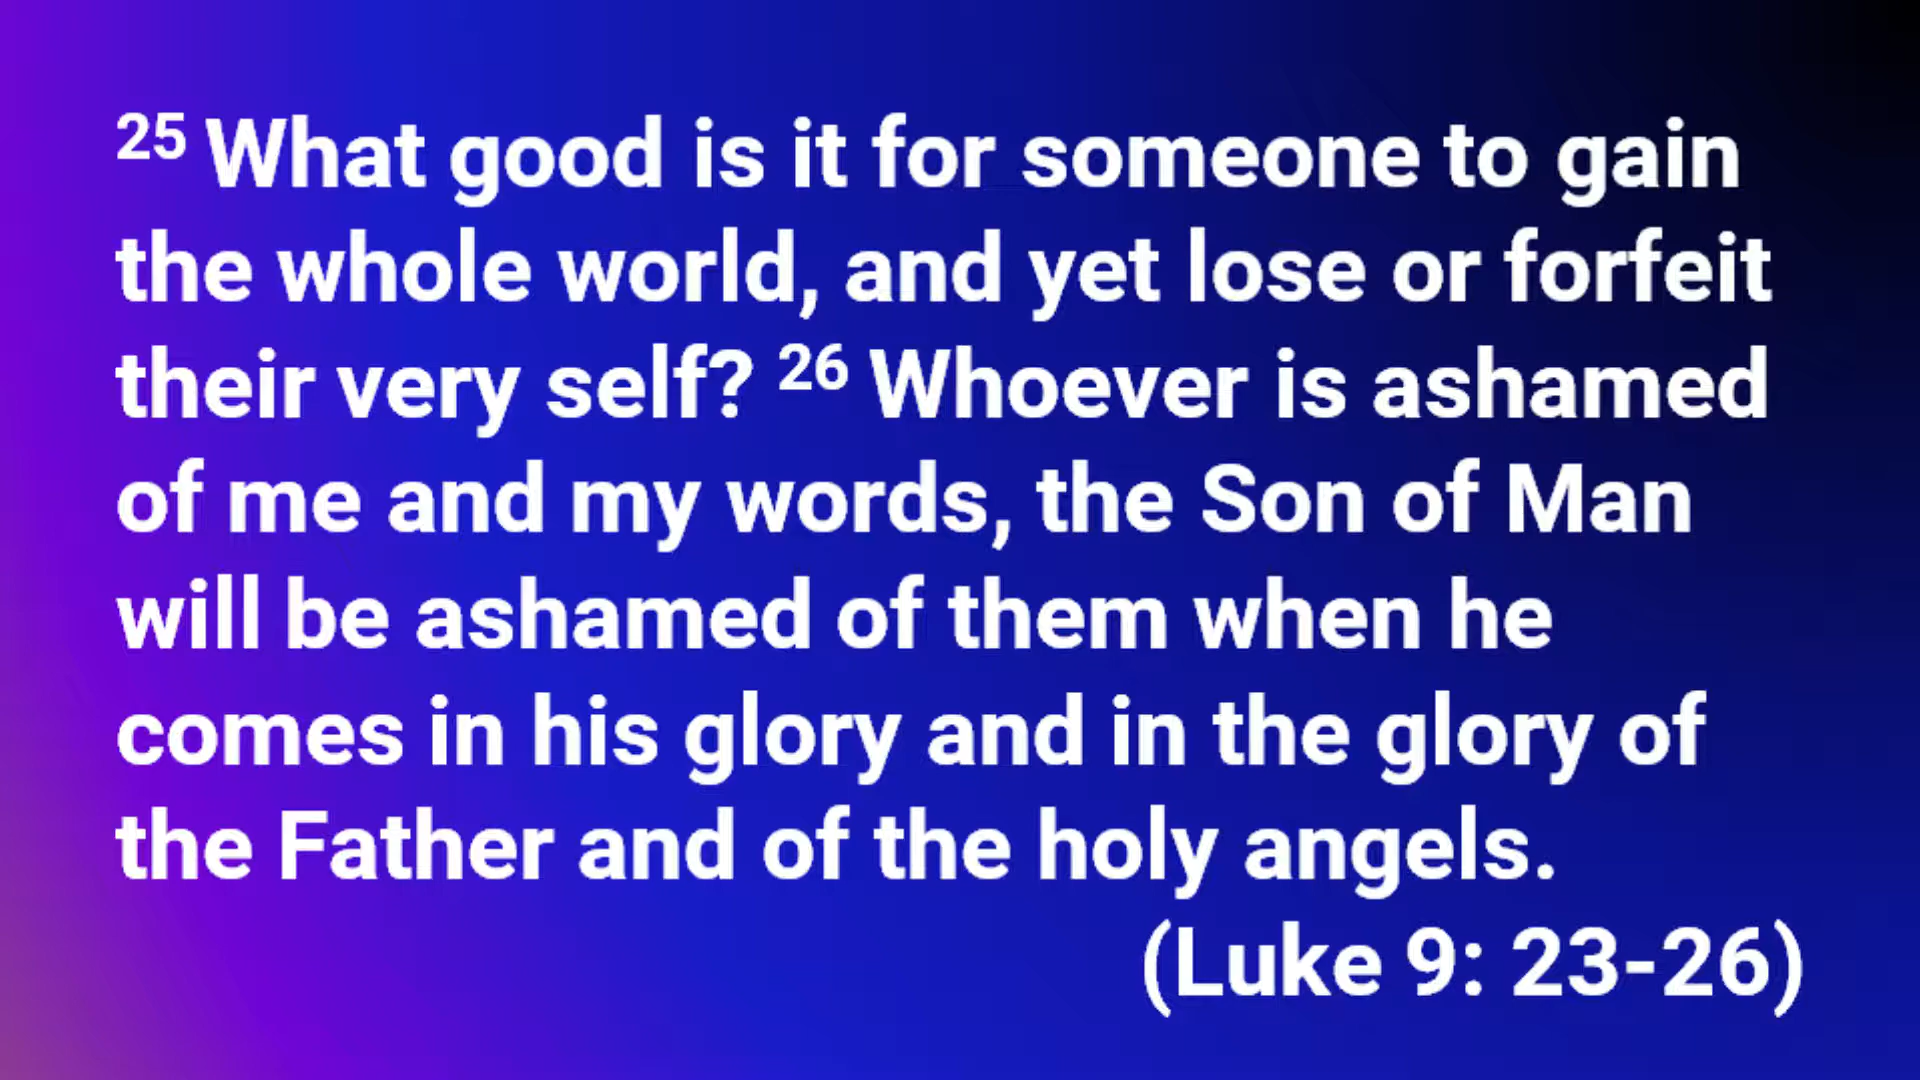 25 What good is it for someone to gain
the whole world, and yet lose or forfeit
their very self? 26 Whoever is ashamed
of me and my words, the Son of Man
will be ashamed of them when he
comes in his glory and in the glory of
the Father and of the holy angels.
(Luke 9: 23-26)